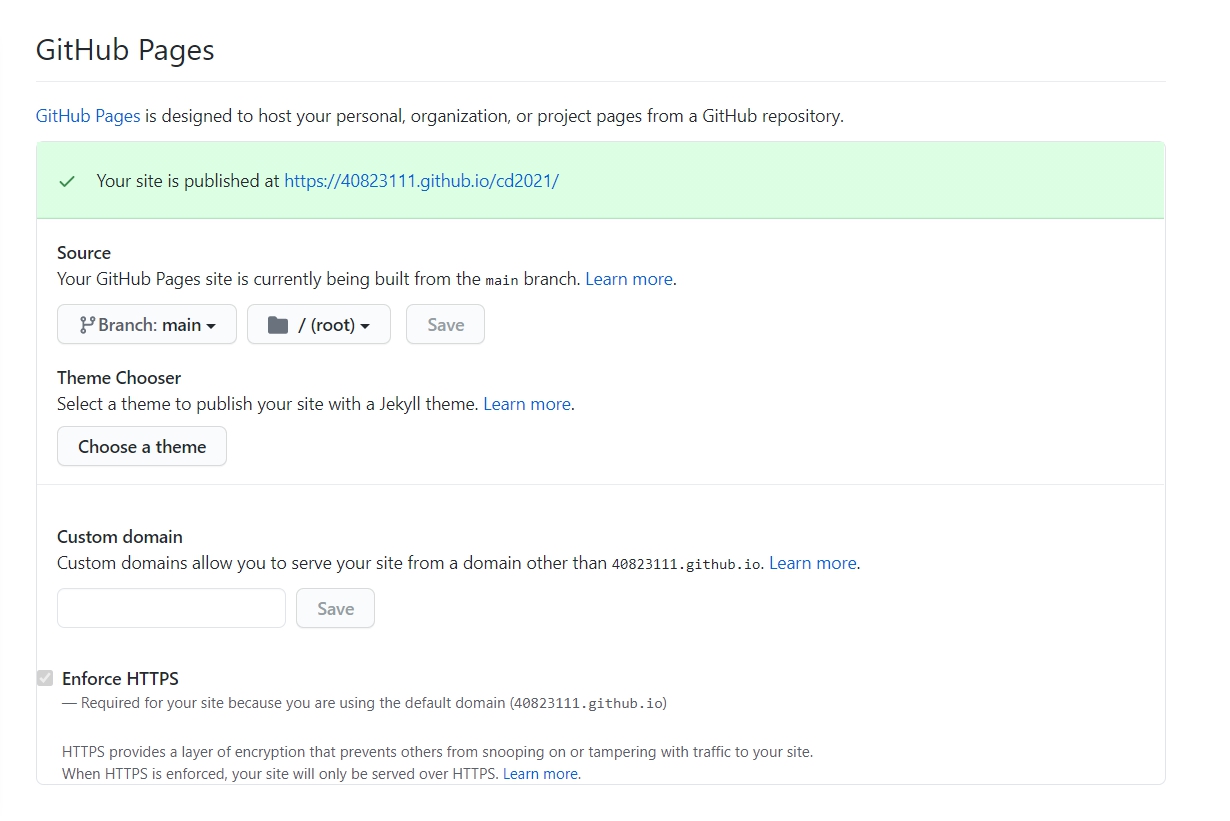 GitHub Pages
GitHub Pages is designed to host your personal, organization, or project pages from a GitHub repository.
Your site is published at https://40823111.github.io/cd2021/
Source
Your GitHub Pages site is currently being built from the main branch. Learn more.
Branch: main / (root) Save
Theme Chooser
Select a theme to publish your site with a Jekyll theme. Learn more.
Choose a theme
Custom domain
Custom domains allow you to serve your site from a domain other than 40823111.github.io. Learn more.
Save
Enforce HTTPS
— Required for your site because you are using the default domain (40823111.github.io)
HTTPS provides a layer of encryption that prevents others from snooping on or tampering with traffic to your site.
When HTTPS is enforced, your site will only be served over HTTPS. Learn more.